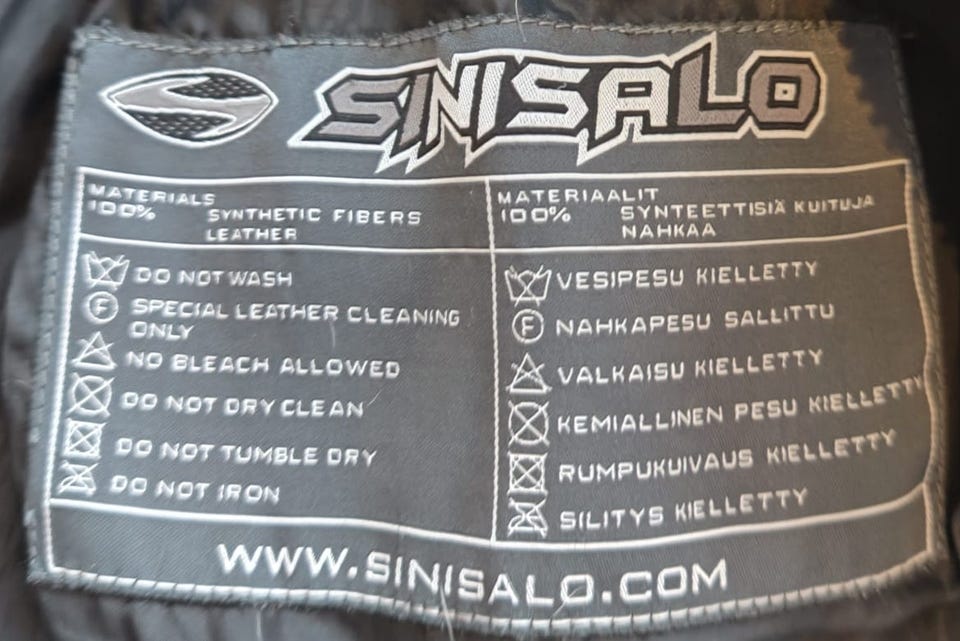 SINISALO
MATERIALS
100% SYNTHETIC FIBERS
LEATHER
DO NOT WASH
F SPECIAL LEATHER CLEANING
ONLY
NO BLEACH ALLOWED
DO NOT DRY CLEAN
DO NOT TUMBLE DRY
DO NOT IRON
MATERIAALIT
100% SYNTEETTISIÄ KUITUJA
NAHKAA
VESIPESU KIELLETTY
F NAHKAPESU SALLITTU
VALKAISU KIELLETTY
KEMIALLINEN PESU KIELLETTY
RUMPUKUIVAUS KIELLETTY
SILITYS KIELLETTY
WWW.SINISALO.COM